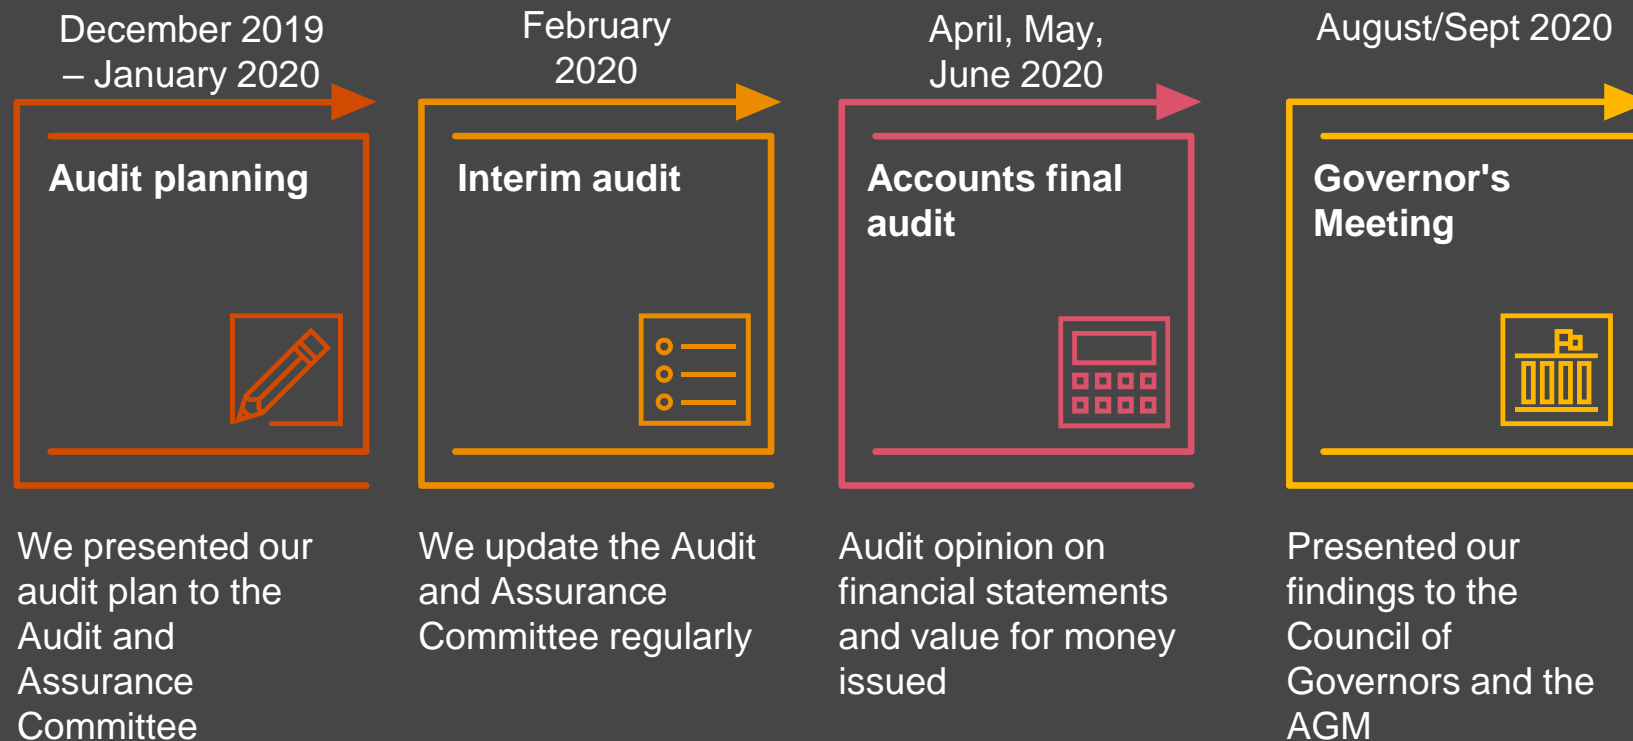 December 2019
– January 2020
Audit planning
We presented our
audit plan to the
Audit and
Assurance
Committee
February
2020
Interim audit
We update the Audit
and Assurance
Committee regularly
April, May,
June 2020
Accounts final
audit
Audit opinion on
financial statements
and value for money
issued
August/Sept 2020
Governor's
Meeting
Presented our
findings to the
Council of
Governors and the
AGM